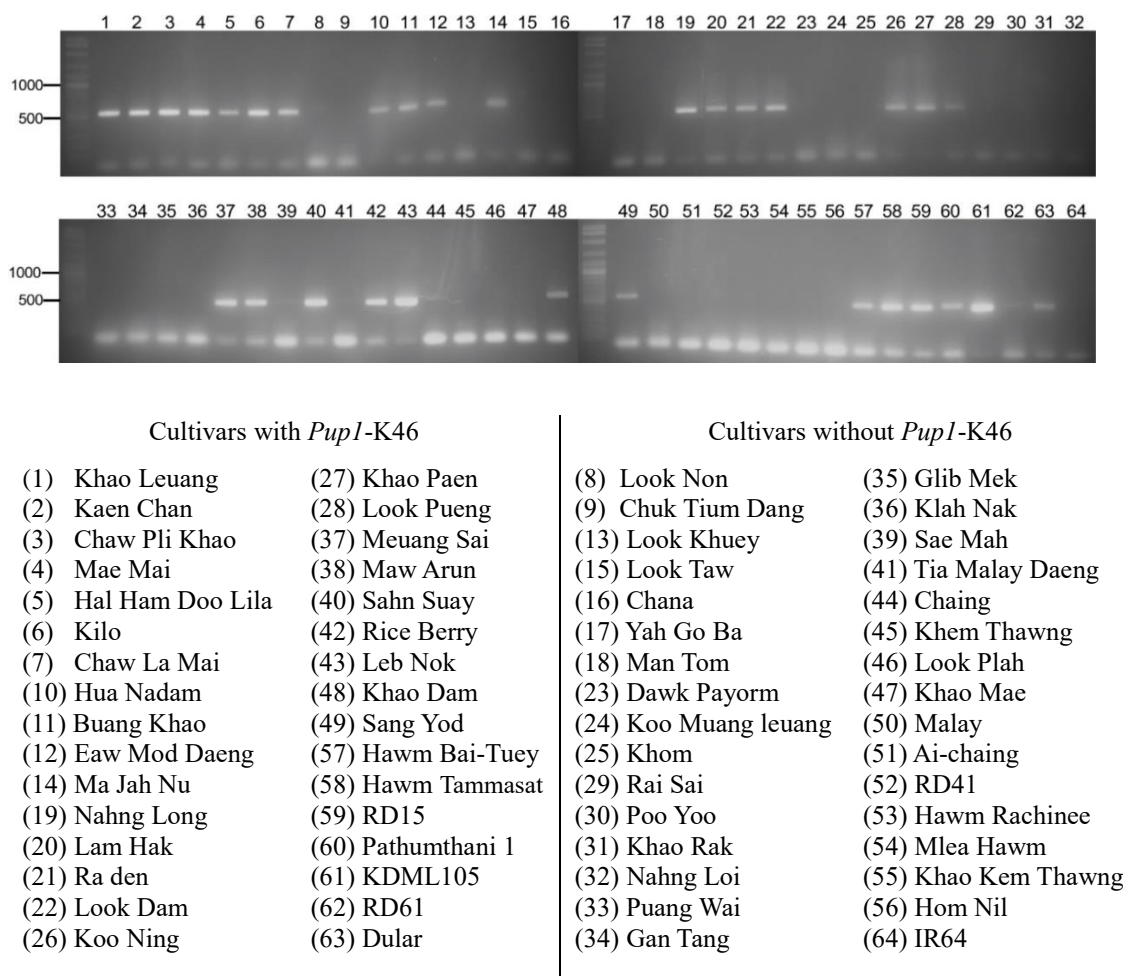 1 2 3 4 5 6 7 8 9 10 11 12 13 14 15 16 17 18 19 20 21 22 23 24 25 26 27 28 29 30 31 32
1000
500
33 34 35 36 37 38 39 40 41 42 43 44 45 46 47 48 49 50 51 52 53 54 55 56 57 58 59 60 61 62 63 64
1000
500
Cultivars with Pup1-K46
(1) Khao Leuang
(2) Kaen Chan
(3) Chaw Pli Khao
(4) Mae Mai
(5) Hal Ham Doo Lila
(6) Kilo
(7) Chaw La Mai
(10) Hua Nadam
(11) Buang Khao
(12) Eaw Mod Daeng
(14) Ma Jah Nu
(19) Nahng Long
(20) Lam Hak
(21) Ra den
(22) Look Dam
(26) Koo Ning
(27) Khao Paen
(28) Look Pueng
(37) Meuang Sai
(38) Maw Arun
(40) Sahn Suay
(42) Rice Berry
(43) Leb Nok
(48) Khao Dam
(49) Sang Yod
(57) Hawm Bai-Tuey
(58) Hawm Tammasat
(59) RD15
(60) Pathumthani 1
(61) KDML105
(62) RD61
(63) Dular
Cultivars without Pup1-K46
(8) Look Non
(9) Chuk Tium Dang
(13) Look Khuey
(15) Look Taw
(16) Chana
(17) Yah Go Ba
(18) Man Tom
(23) Dawk Payorm
(24) Koo Muang leuang
(25) Khom
(29) Rai Sai
(30) Poo Yoo
(31) Khao Rak
(32) Nahng Loi
(33) Puang Wai
(34) Gan Tang
(35) Glib Mek
(36) Klah Nak
(39) Sae Mah
(41) Tia Malay Daeng
(44) Chaing
(45) Khem Thawng
(46) Look Plah
(47) Khao Mae
(50) Malay
(51) Ai-chaing
(52) RD41
(53) Hawm Rachinee
(54) Mlea Hawm
(55) Khao Kem Thawng
(56) Hom Nil
(64) IR64